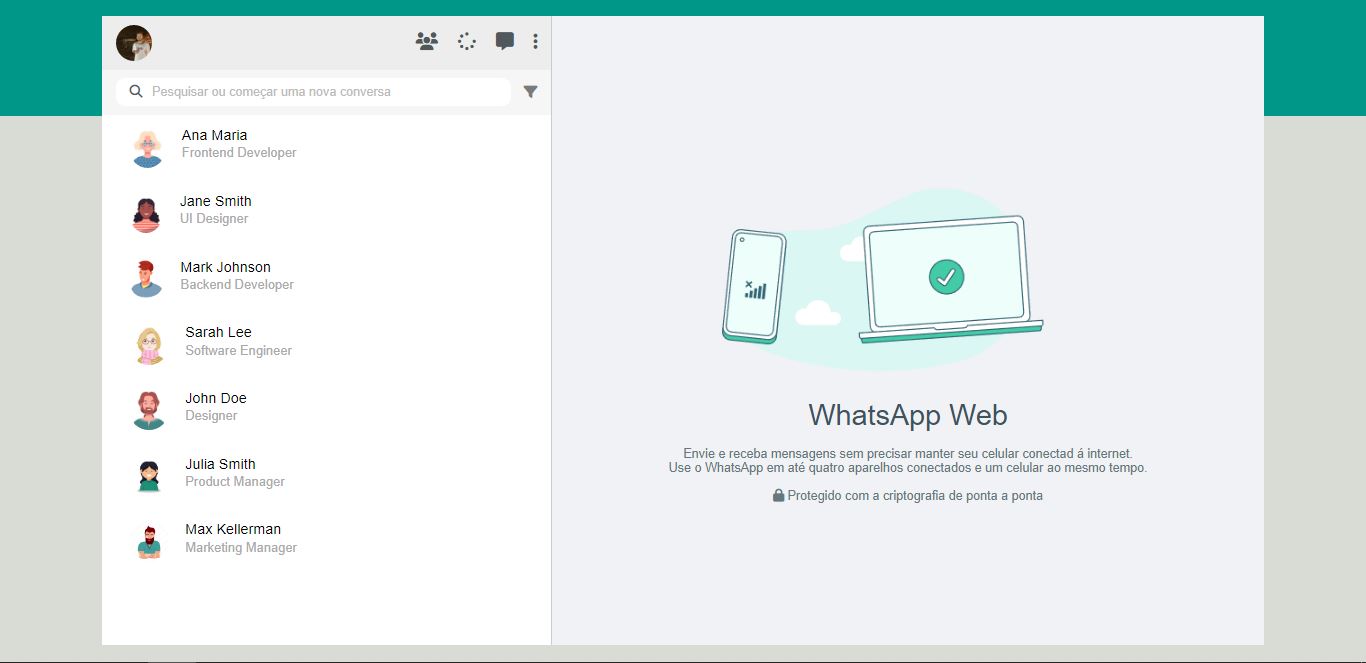 Pesquisar ou começar uma nova conversa
Ana Maria
Frontend Developer
Jane Smith
UI Designer
Mark Johnson
Backend Developer
Sarah Lee
Software Engineer
John Doe
Designer
Julia Smith
Product Manager
Max Kellerman
Marketing Manager
WhatsApp Web
Envie e receba mensagens sem precisar manter seu celular conectad á internet.
Use o WhatsApp em até quatro aparelhos conectados e um celular ao mesmo tempo.
Protegido com a criptografia de ponta a ponta